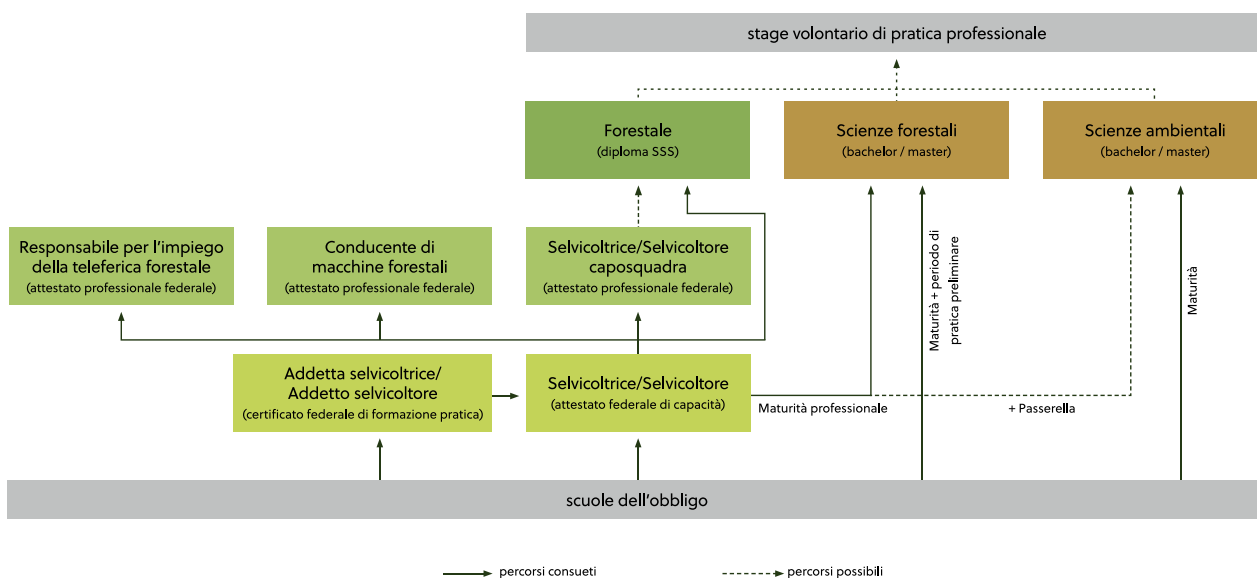 stage volontario di pratica professionale
Forestale
(diploma SSS)
Scienze forestali
(bachelor / master)
Scienze ambientali
(bachelor / master)
Responsabile per l'impiego
della teleferica forestale
(attestato professionale federale)
Conducente di
macchine forestali
(attestato professionale federale)
Selvicoltrice/Selvicoltore
caposquadra
(attestato professionale federale)
Maturità + periodo di
pratica preliminare
Maturità
Addetta selvicoltrice/
Addetto selvicoltore
(certificato federale di formazione pratica)
Selvicoltrice/Selvicoltore
(attestato federale di capacità)
Maturità professionale
+ Passerella
scuole dell'obbligo
percorsi consueti
percorsi possibili